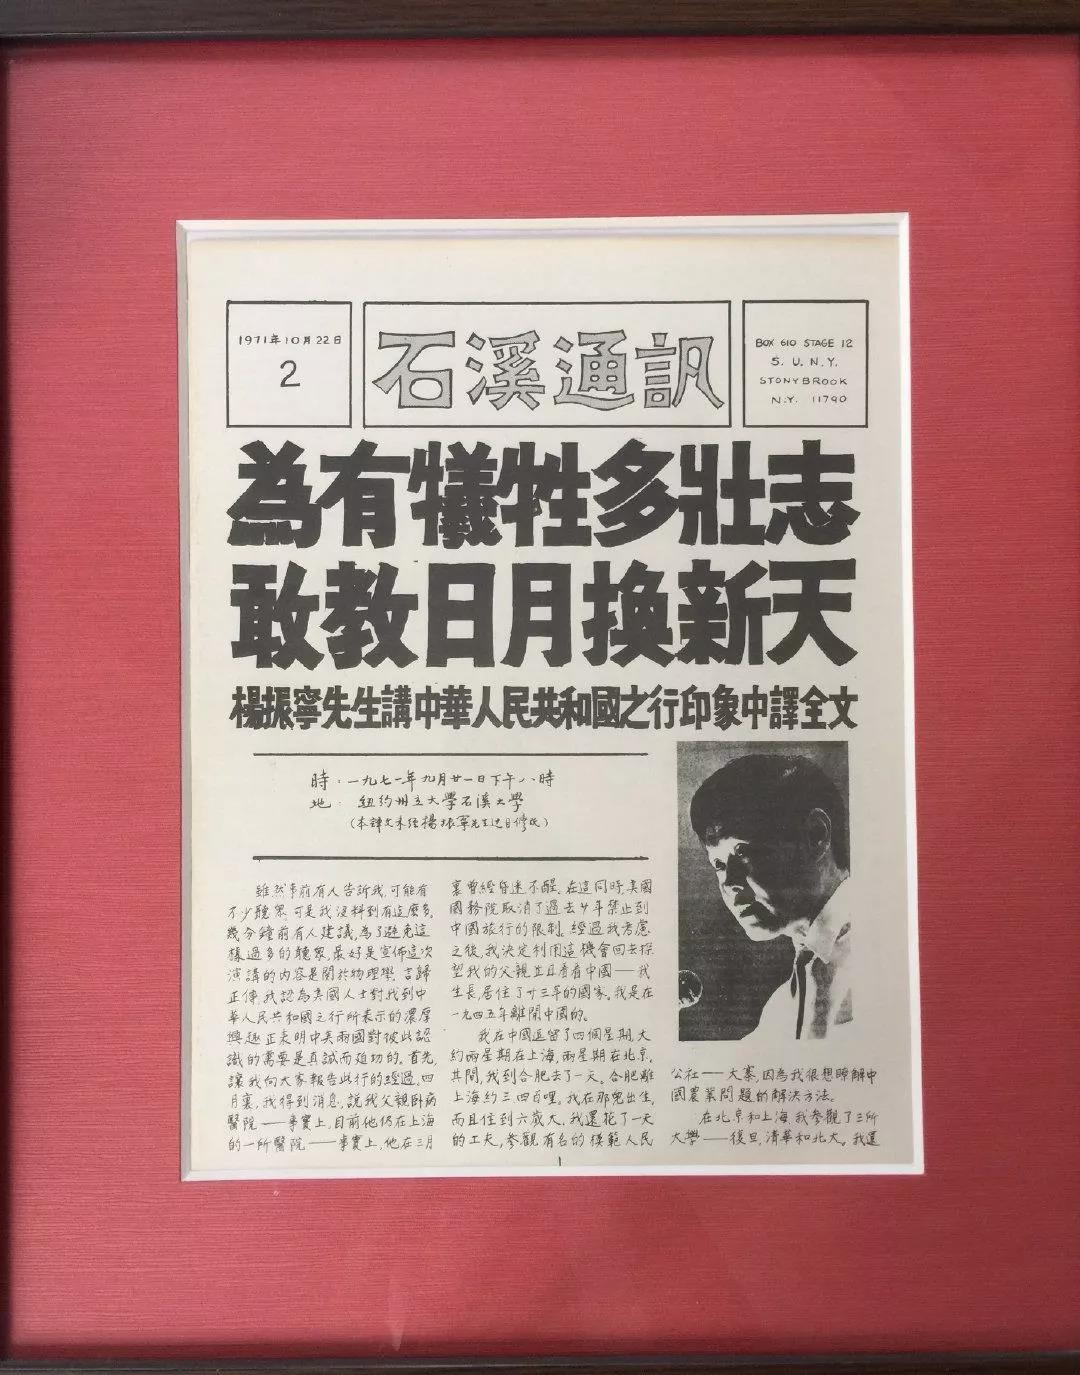 1971年10月22日
2
石溪通訊
BOX 610 STAGE 12
S. U. N. Y.
STONYBROOK
N.Y. 11790
為有犧牲多壯志
敢教日月換新天
楊振寧先生講中華人民共和國之行印象中譯全文
時：一九七一年九月廿一日下午八時
地：紐約州立大學石溪大學
(本譯文未經楊振寧先生過目修改)
雖然事前有人告訴我,可能有
不少聽眾,可是我沒料到有這麼多,
幾分鐘前有人建議,為了避免這
樣過多的聽眾,最好是宣佈這次
演講的內容是關於物理學。言歸
正傳,我認為美國人士對我到中
華人民共和國之行所表示的濃厚
興趣正表明中美兩國對彼此認
識的需要是真誠而迫切的。首先,
讓我向大家報告此行的經過,四
月裏,我得到消息,說我父親卧病
醫院——事實上,目前他仍在上海
的一所醫院——事實上,他在三月
裏曾經昏迷不醒。在這同時,美國
國務院取消了過去廿年禁止到
中國旅行的限制。經過我考慮
之後,我決定利用這機會回去探
望我的父親並且看看中國——我
生長,居住了廿三年的國家。我是在
一九四五年離開中國的。
我在中國逗留了四個星期,大
約兩星期在上海,兩星期在北京。
其間,我到合肥去了一天。合肥離
上海約三四百哩,我在那兒出生,
而且住到六歲大。我還花了一天
的工夫,參觀有名的模範人民
公社——大寨,因為我很想瞭解中
國農業問題的解決方法。
在北京和上海,我參觀了三所
大學——復旦,清華和北大。我還
1